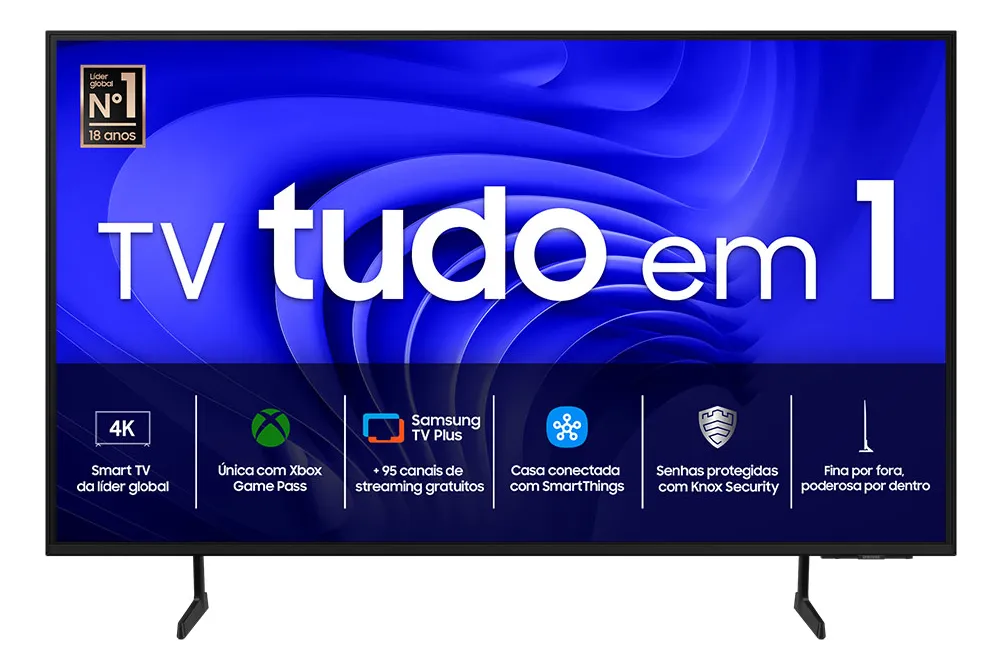 Líder
global
Nº1
18 anos
TV tudo em 1
4K
Smart TV
da líder global
Única com Xbox
Game Pass
Samsung
TV Plus
+ 95 canais de
streaming gratuitos
Casa conectada
com SmartThings
Senhas protegidas
com Knox Security
Fina por fora,
poderosa por dentro